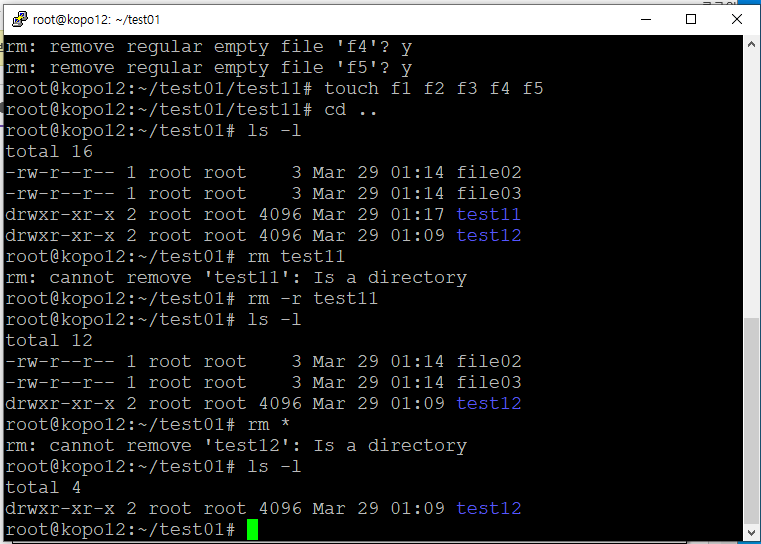 root@kopo12: ~/test01
rm: remove regular empty file 'f4'? y
rm: remove regular empty file 'f5'? y
root@kopo12:~/test01/test11# touch f1 f2 f3 f4 f5
root@kopo12:~/test01/test11# cd ..
root@kopo12:~/test01# ls -l
total 16
-rw-r--r-- 1 root root    3 Mar 29 01:14 file02
-rw-r--r-- 1 root root    3 Mar 29 01:14 file03
drwxr-xr-x 2 root root 4096 Mar 29 01:17 test11
drwxr-xr-x 2 root root 4096 Mar 29 01:09 test12
root@kopo12:~/test01# rm test11
rm: cannot remove 'test11': Is a directory
root@kopo12:~/test01# rm -r test11
root@kopo12:~/test01# ls -l
total 12
-rw-r--r-- 1 root root    3 Mar 29 01:14 file02
-rw-r--r-- 1 root root    3 Mar 29 01:14 file03
drwxr-xr-x 2 root root 4096 Mar 29 01:09 test12
root@kopo12:~/test01# rm *
rm: cannot remove 'test12': Is a directory
root@kopo12:~/test01# ls -l
total 4
drwxr-xr-x 2 root root 4096 Mar 29 01:09 test12
root@kopo12:~/test01#